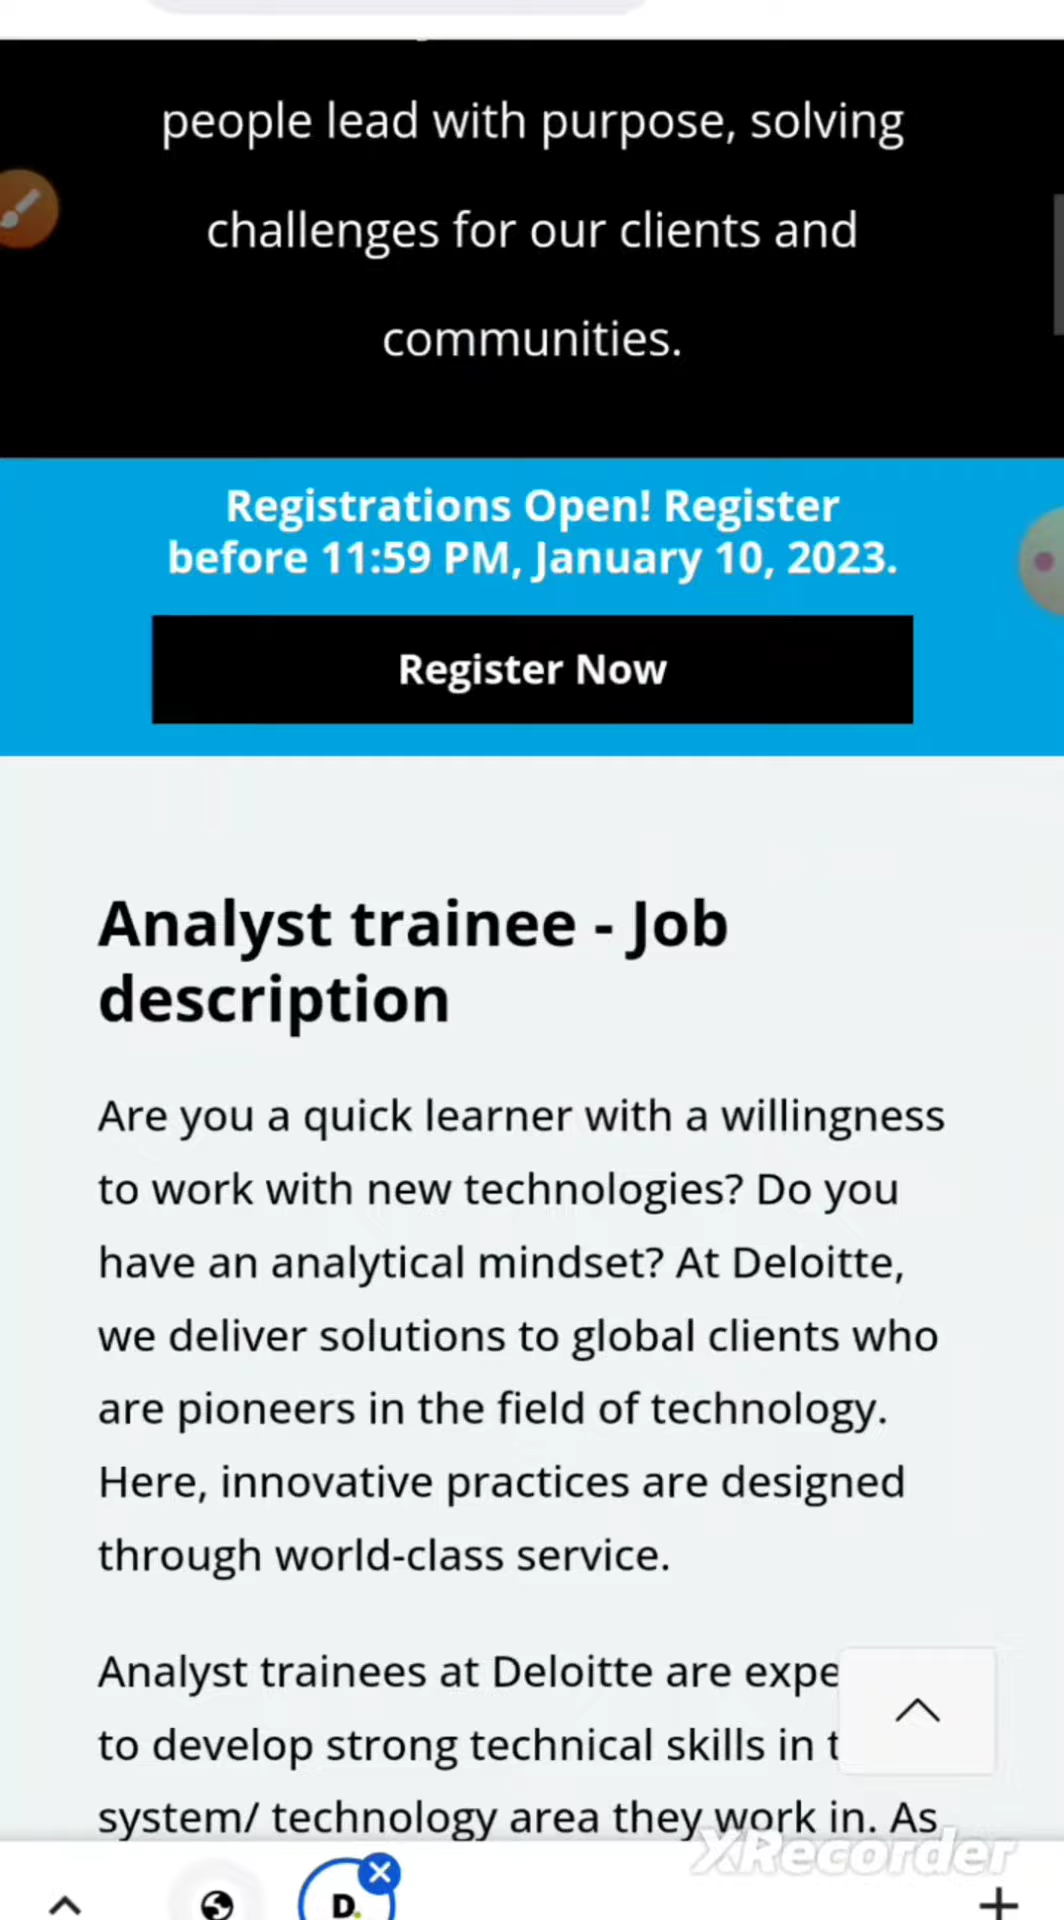 people lead with purpose, solving
challenges for our clients and
communities.
Registrations Open! Register
before 11:59 PM, January 10, 2023.
Register Now
Analyst trainee - Job
description
Are you a quick learner with a willingness
to work with new technologies? Do you
have an analytical mindset? At Deloitte,
we deliver solutions to global clients who
are pioneers in the field of technology.
Here, innovative practices are designed
through world-class service.
Analyst trainees at Deloitte are expe
to develop strong technical skills in t
system/ technology area they work in. As
XRecorder
D.